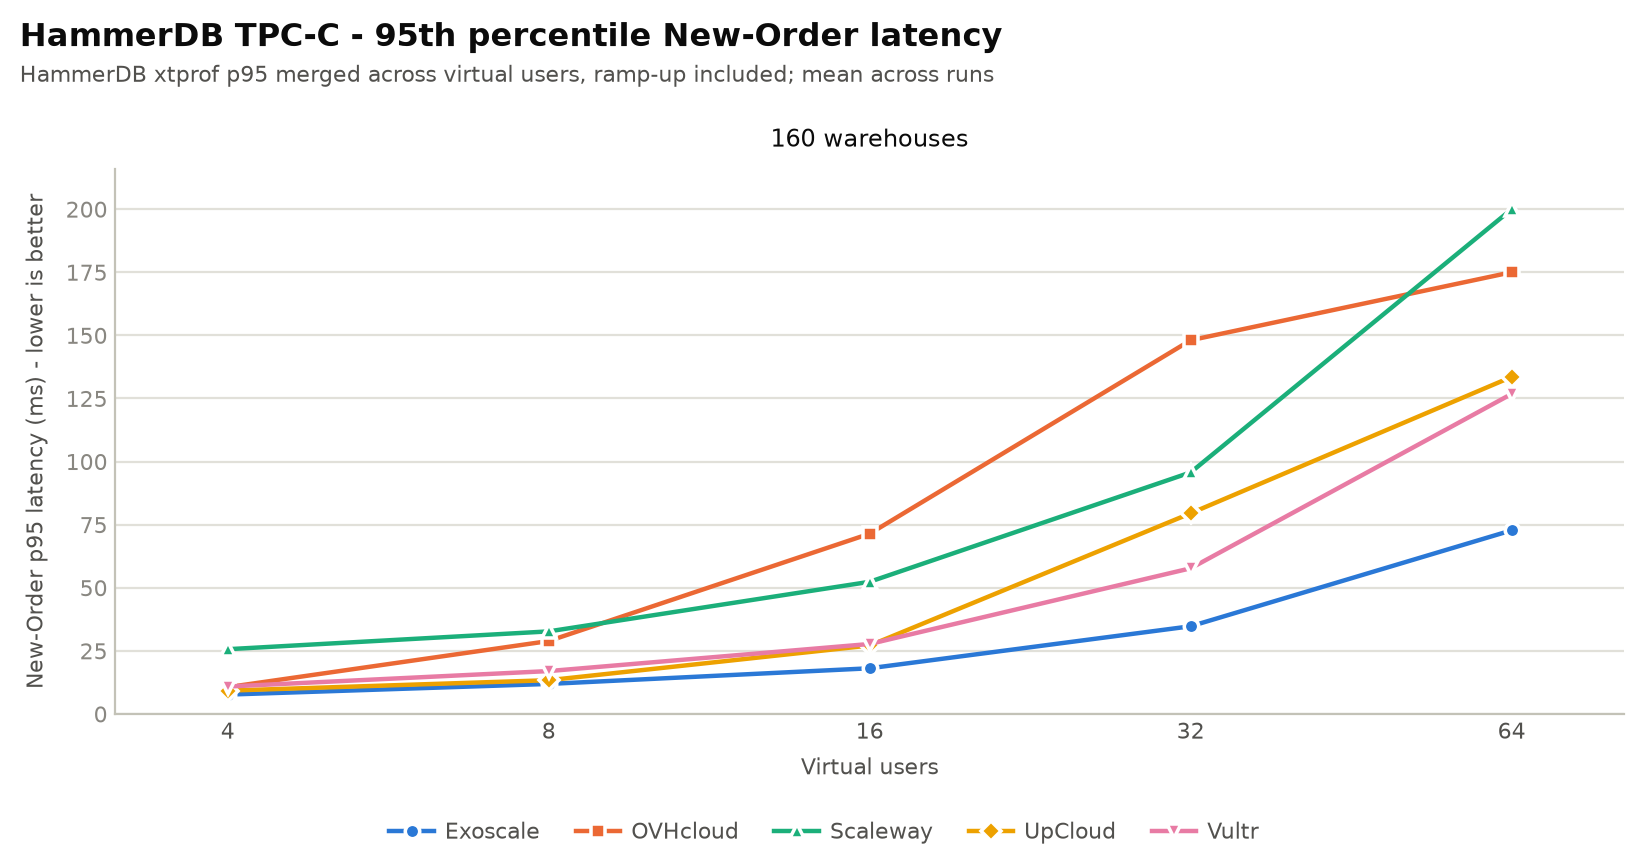 HammerDB TPC-C - 95th percentile New-Order latency
HammerDB xtprof p95 merged across virtual users, ramp-up included; mean across runs
160 warehouses
New-Order p95 latency (ms) - lower is better
200
175
150
125
100
75
50
25
0
4 8 16 32 64
Virtual users
Exoscale OVHcloud Scaleway UpCloud Vultr